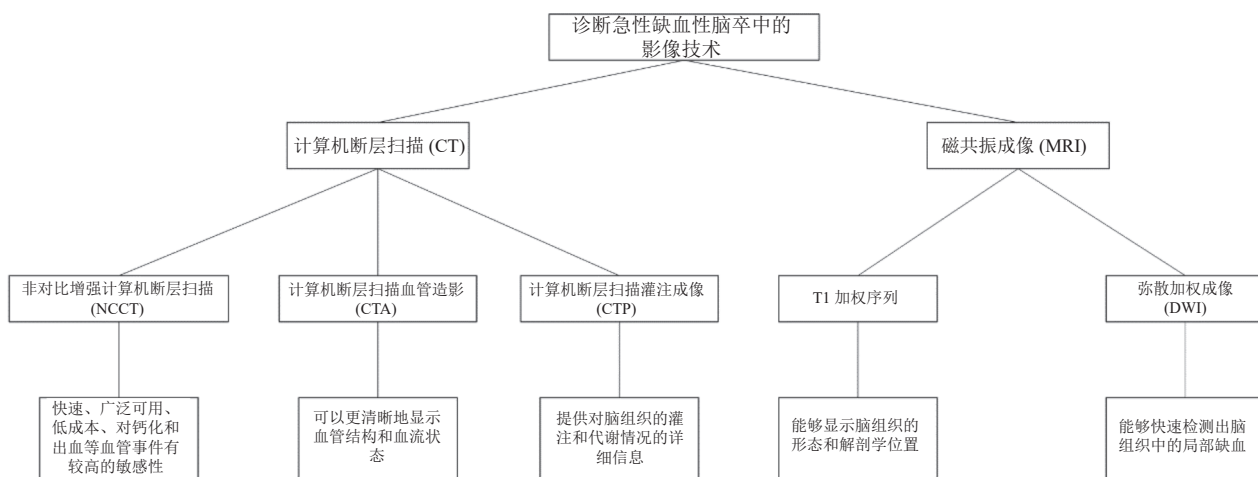 诊断急性缺血性脑卒中的
影像技术
计算机断层扫描 (CT)
磁共振成像 (MRI)
非对比增强计算机断层扫描
(NCCT)
计算机断层扫描血管造影
(CTA)
计算机断层扫描灌注成像
(CTP)
T1 加权序列
弥散加权成像
(DWI)
快速、广泛可用、
低成本、对钙化和
出血等血管事件有
较高的敏感性
可以更清晰地显示
血管结构和血流状
态
提供对脑组织的灌
注和代谢情况的详
细信息
能够显示脑组织的
形态和解剖学位置
能够快速检测出脑
组织中的局部缺血